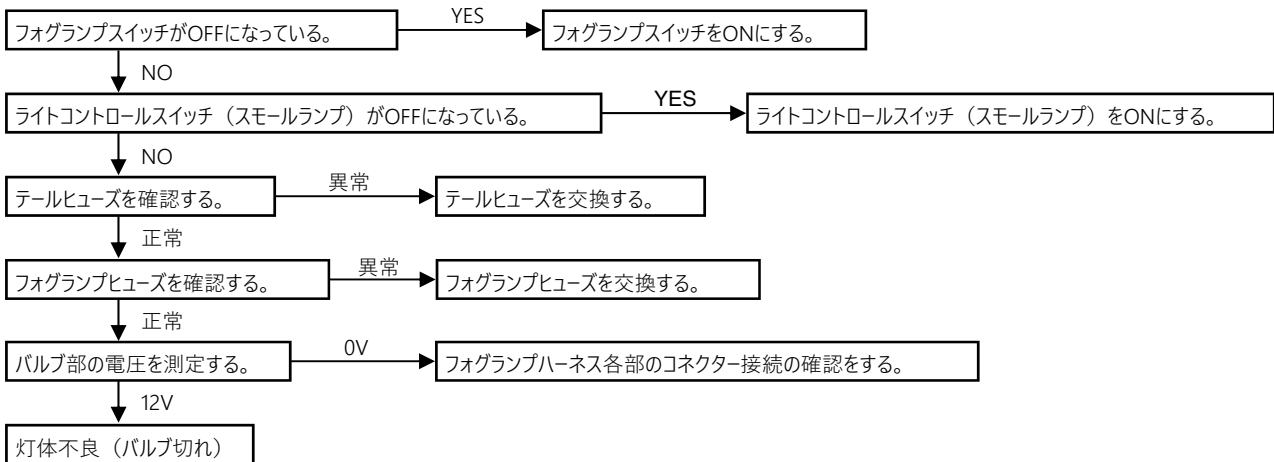 フォグランプスイッチがOFFになっている。
YES
フォグランプスイッチをONにする。
NO
ライトコントロールスイッチ（スモールランプ）がOFFになっている。
YES
ライトコントロールスイッチ（スモールランプ）をONにする。
NO
テールヒューズを確認する。
異常
テールヒューズを交換する。
正常
フォグランプヒューズを確認する。
異常
フォグランプヒューズを交換する。
正常
バルブ部の電圧を測定する。
0V
フォグランプハーネス各部のコネクター接続の確認をする。
12V
灯体不良（バルブ切れ）